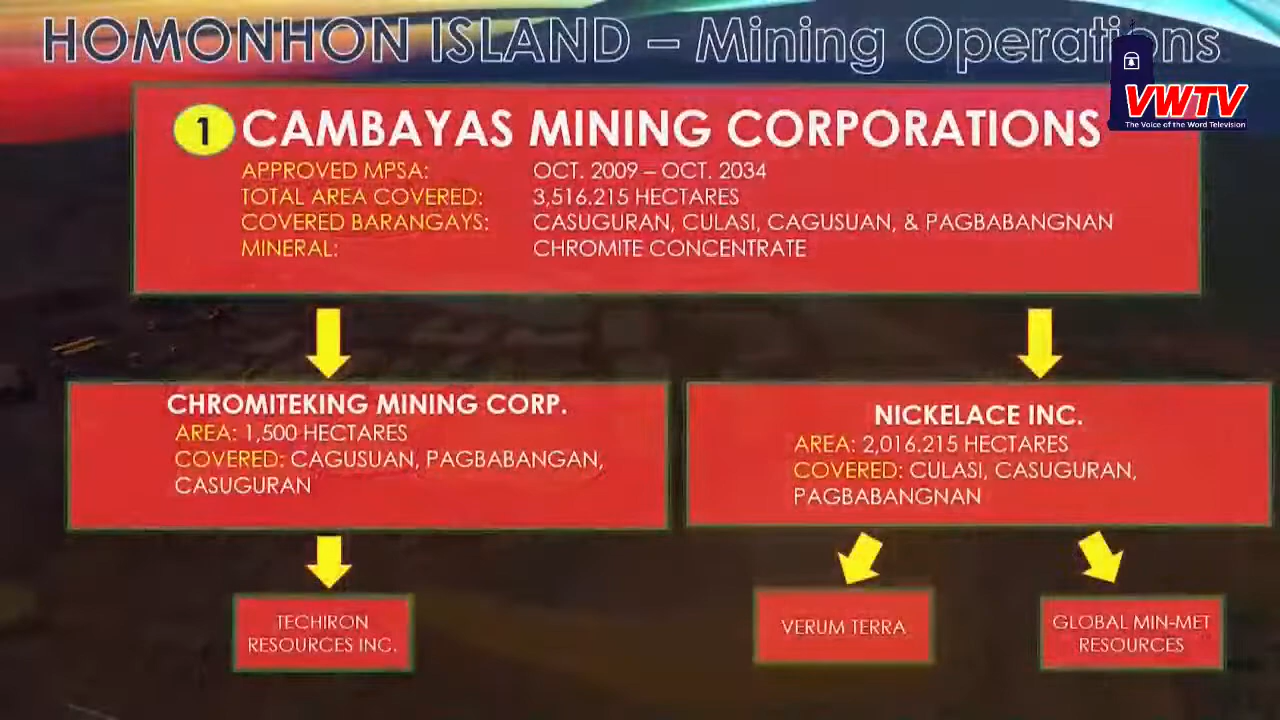 HOMONHON ISLAND – Mining Operations
VWTV
The Voice of the Word Television
1 CAMBAYAS MINING CORPORATIONS
APPROVED MPSA: OCT. 2009 – OCT. 2034
TOTAL AREA COVERED: 3,516.215 HECTARES
COVERED BARANGAYS: CASUGURAN, CULASI, CAGUSUAN, & PAGBABANGNAN
MINERAL: CHROMITE CONCENTRATE
CHROMITEKING MINING CORP.
AREA: 1,500 HECTARES
COVERED: CAGUSUAN, PAGBABANGAN,
CASUGURAN
NICKELACE INC.
AREA: 2,016.215 HECTARES
COVERED: CULASI, CASUGURAN,
PAGBABANGNAN
TECHIRON
RESOURCES INC.
VERUM TERRA
GLOBAL MIN-MET
RESOURCES